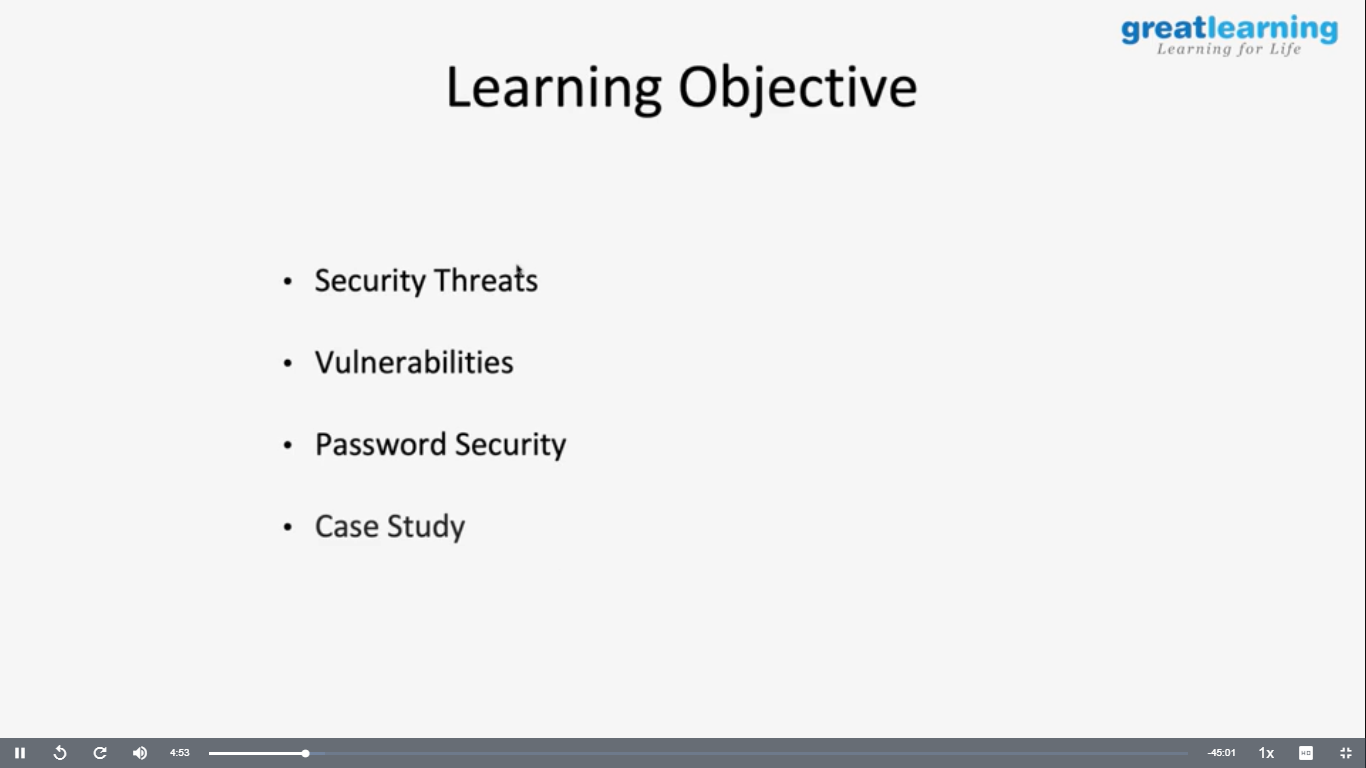 greatlearning
Learning for Life
Learning Objective
• Security Threats
• Vulnerabilities
• Password Security
• Case Study
4:53
-45:01
1x
HD